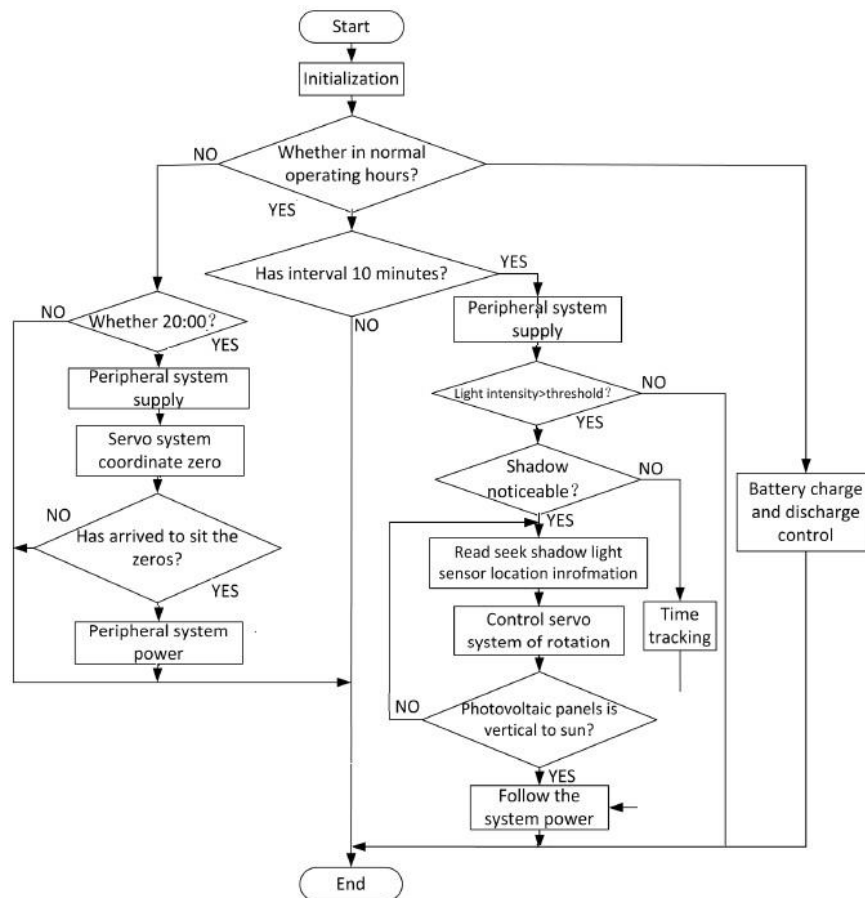 Start
Initialization
NO
Whether in normal
operating hours?
YES
Has interval 10 minutes?
YES
NO
NO
Whether 20:00?
YES
Peripheral system
supply
Peripheral system
supply
Light intensity>threshold?
NO
YES
Servo system
coordinate zero
Shadow
noticeable?
NO
YES
Battery charge
and discharge
control
NO
Has arrived to sit the
zeros?
YES
Read seek shadow light
sensor location inrofmation
Peripheral system
power
Control servo
system of rotation
Time
tracking
NO
Photovoltaic panels is
vertical to sun?
YES
Follow the
system power
End